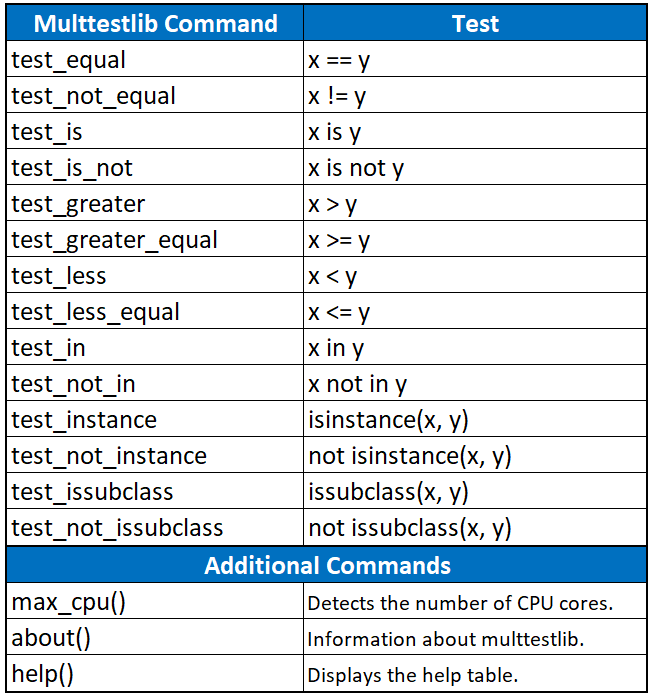 Multtestlib Command Test
test_equal x == y
test_not_equal x != y
test_is x is y
test_is_not x is not y
test_greater x > y
test_greater_equal x >= y
test_less x < y
test_less_equal x <= y
test_in x in y
test_not_in x not in y
test_instance isinstance(x, y)
test_not_instance not isinstance(x, y)
test_issubclass issubclass(x, y)
test_not_issubclass not issubclass(x, y)
Additional Commands
max_cpu() Detects the number of CPU cores.
about() Information about multtestlib.
help() Displays the help table.